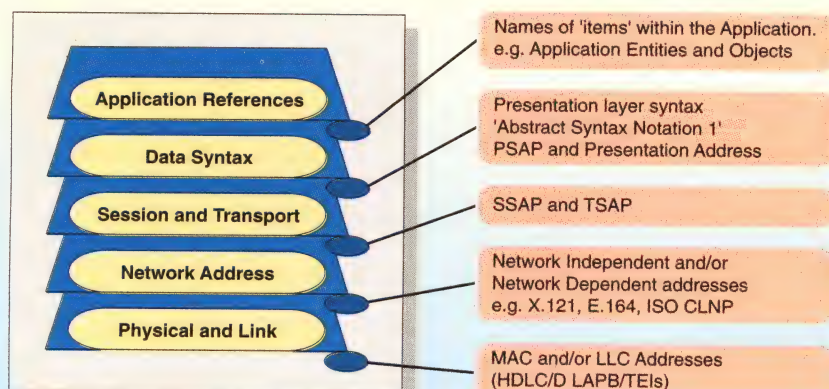 Application References
Data Syntax
Session and Transport
Network Address
Physical and Link
Names of 'items' within the Application.
e.g. Application Entities and Objects
Presentation layer syntax
'Abstract Syntax Notation 1'
PSAP and Presentation Address
SSAP and TSAP
Network Independent and/or
Network Dependent addresses
e.g. X.121, E.164, ISO CLNP
MAC and/or LLC Addresses
(HDLC/D LAPB/TEIs)